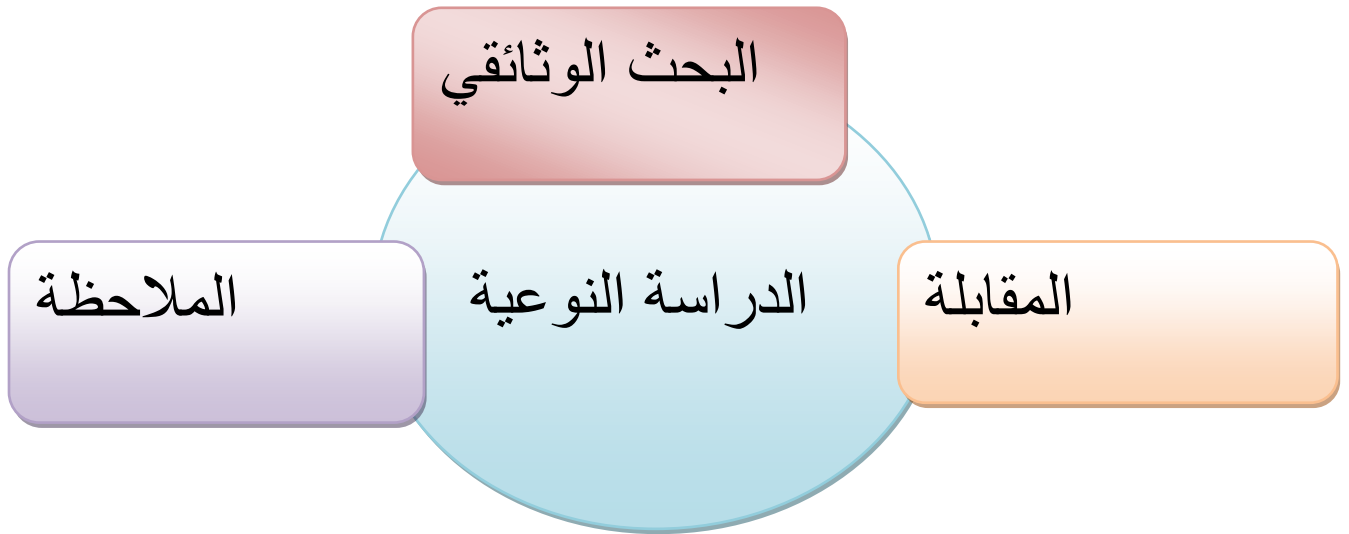 البحث الوثائقي
المقابلة
الدراسة النوعية
الملاحظة